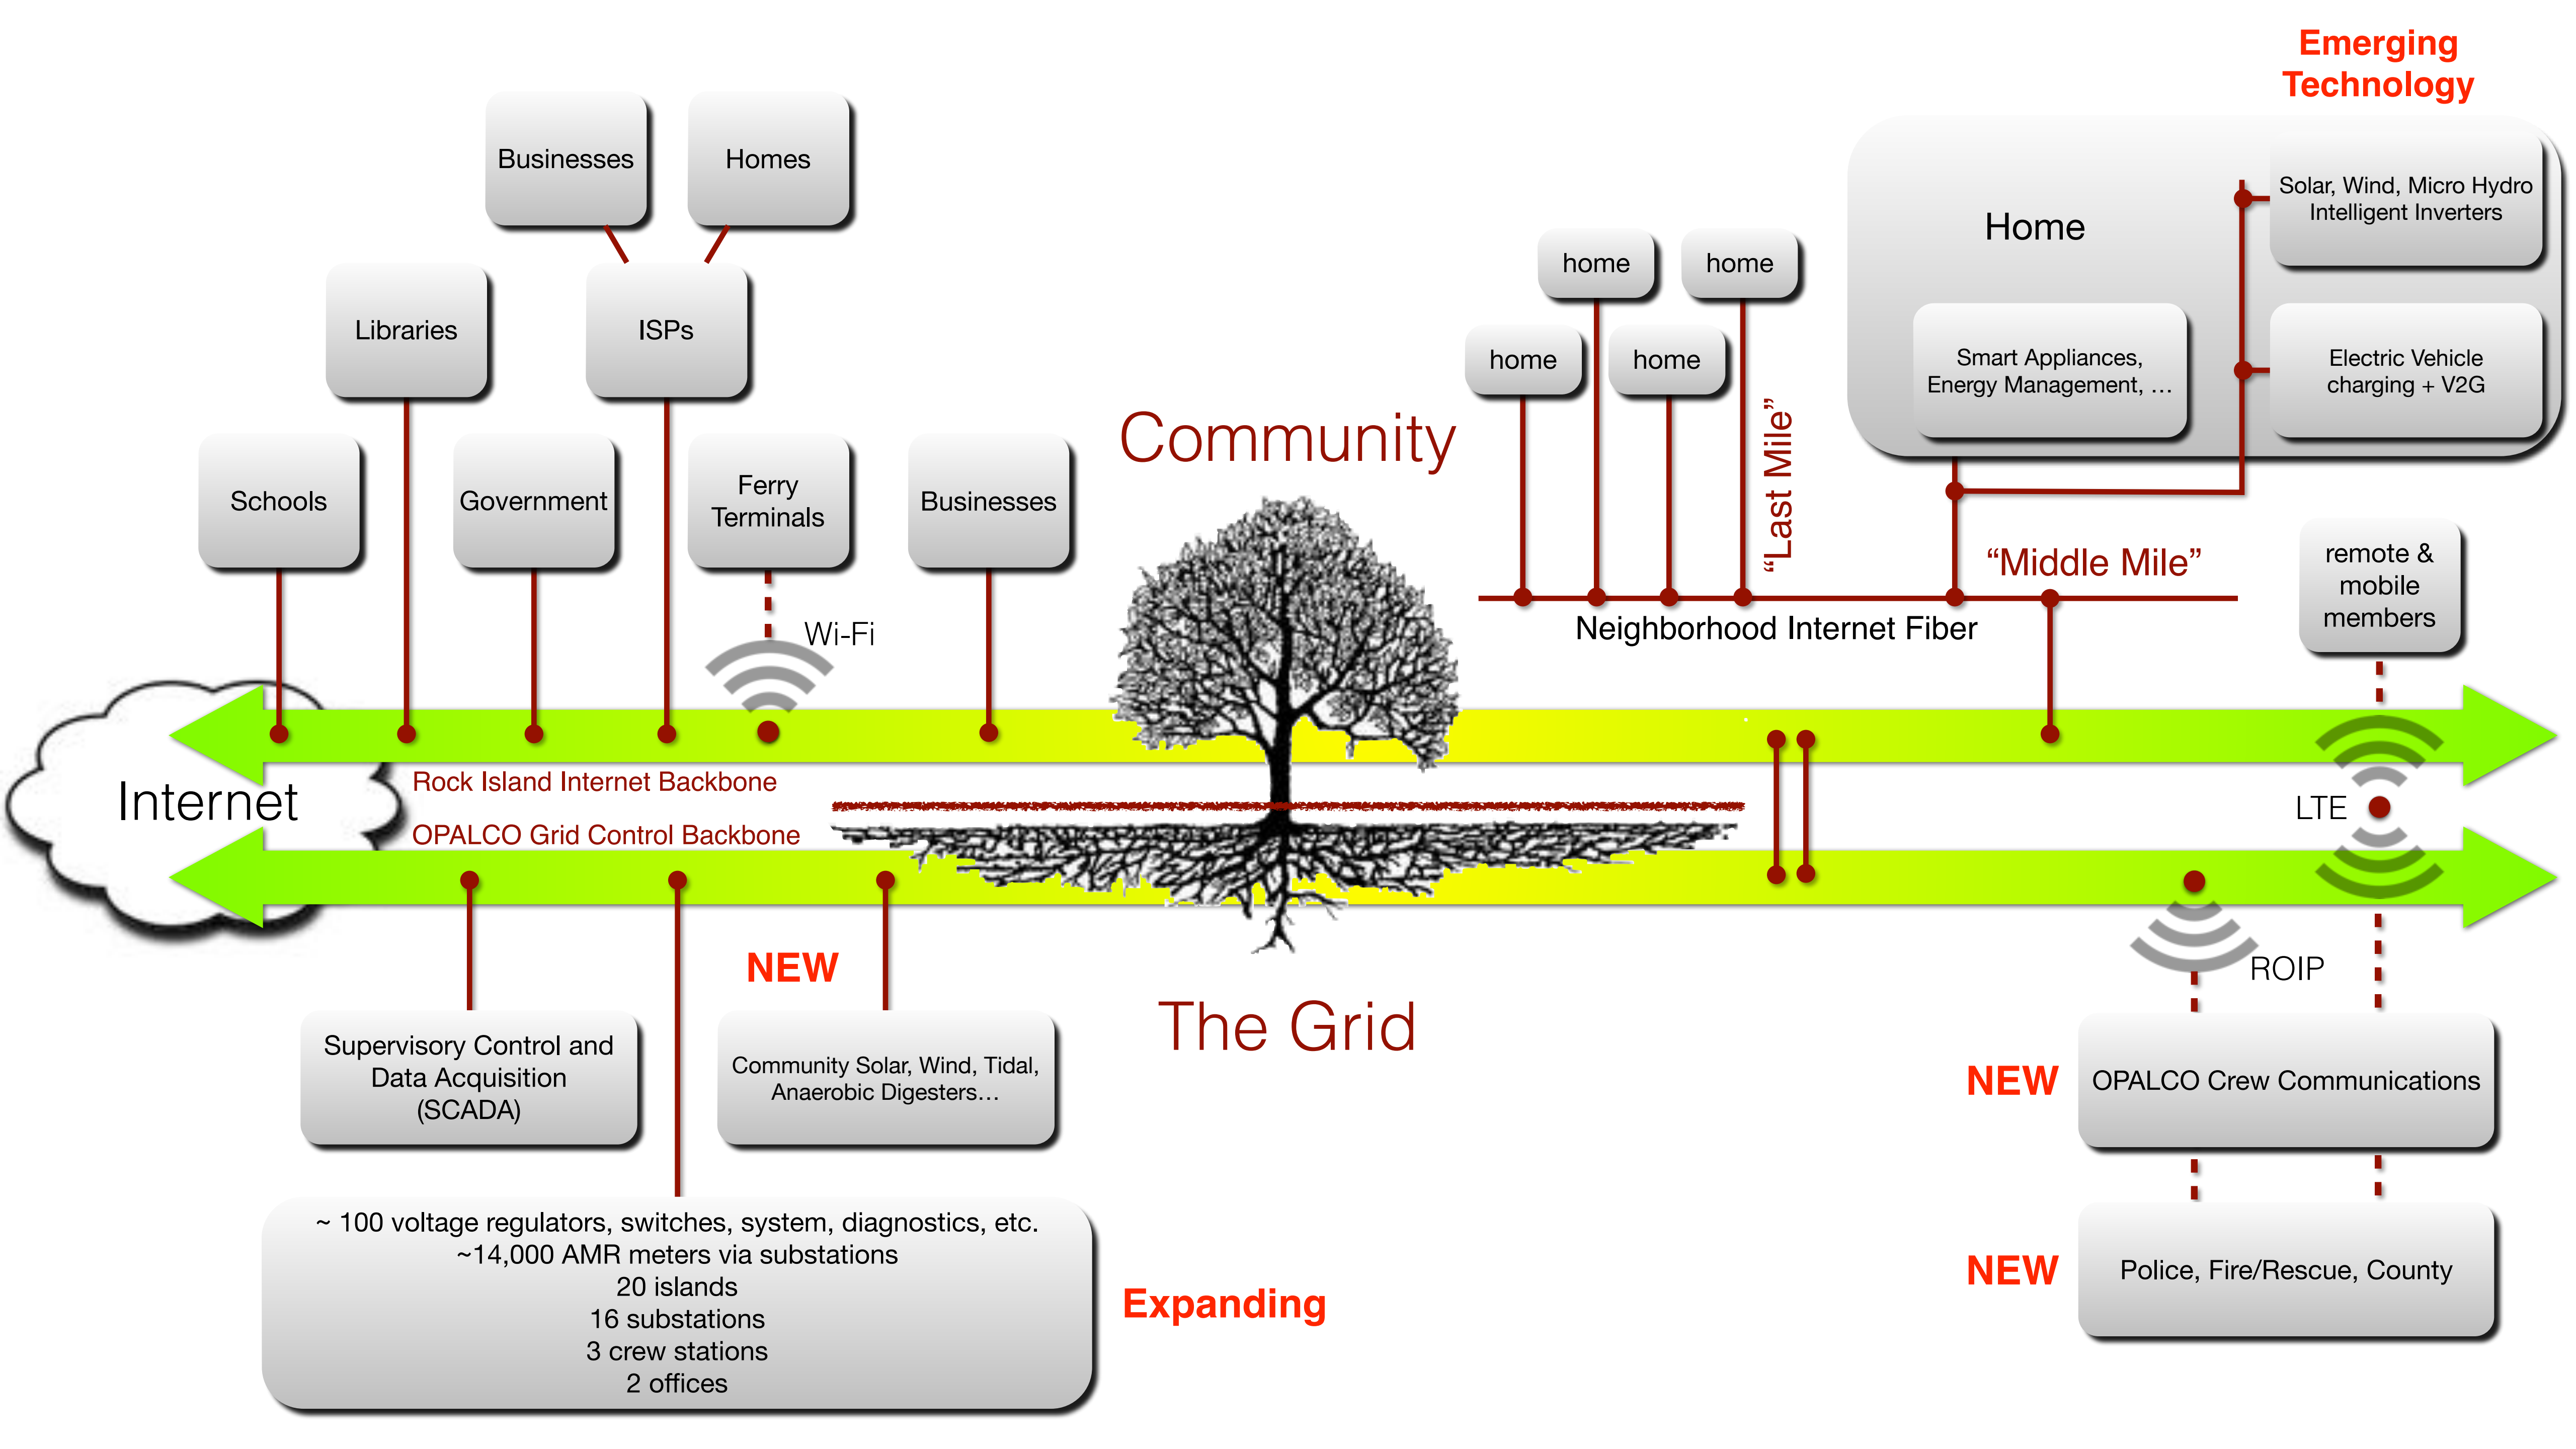 Emerging
Technology
Businesses
Homes
Libraries
ISPs
Schools
Government
Ferry
Terminals
Businesses
Wi-Fi
Community
home
home
home
home
“Last Mile”
Home
Solar, Wind, Micro Hydro
Intelligent Inverters
Smart Appliances,
Energy Management, …
Electric Vehicle
charging + V2G
“Middle Mile”
Neighborhood Internet Fiber
remote &
mobile
members
Internet
Rock Island Internet Backbone
OPALCO Grid Control Backbone
LTE
ROIP
NEW
The Grid
Supervisory Control and
Data Acquisition
(SCADA)
Community Solar, Wind, Tidal,
Anaerobic Digesters…
NEW
OPALCO Crew Communications
~ 100 voltage regulators, switches, system, diagnostics, etc.
~14,000 AMR meters via substations
20 islands
16 substations
3 crew stations
2 offices
Expanding
NEW
Police, Fire/Rescue, County